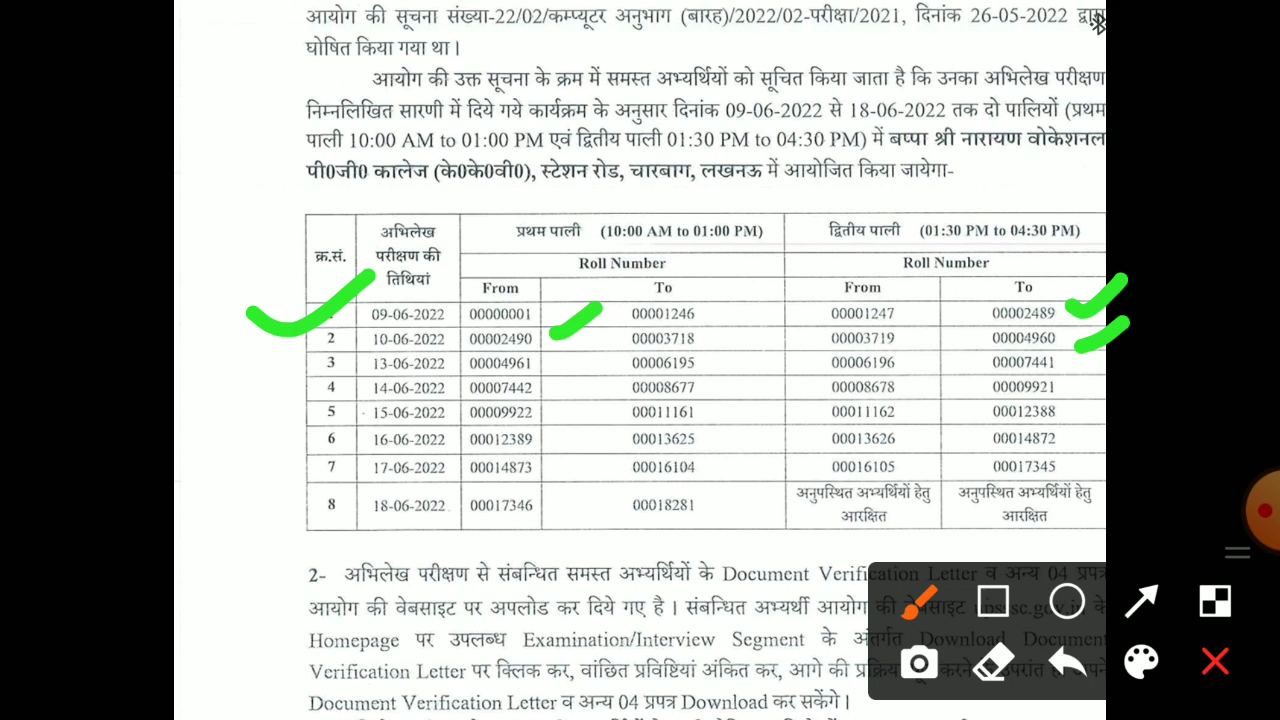 आयोग की सूचना संख्या-22/02/कम्प्यूटर अनुभाग (बारह)/2022/02-परीक्षा/2021, दिनांक 26-05-2022 द्वारा
घोषित किया गया था।
आयोग की उक्त सूचना के क्रम में समस्त अभ्यर्थियों को सूचित किया जाता है कि उनका अभिलेख परीक्षण
निम्नलिखित सारणी में दिये गये कार्यक्रम के अनुसार दिनांक 09-06-2022 से 18-06-2022 तक दो पालियों (प्रथम
पाली 10:00 AM to 01:00 PM एवं द्वितीय पाली 01:30 PM to 04:30 PM) में बप्पा श्री नारायण वोकेशनल
पी0जी0 कालेज (के0के0वी0), स्टेशन रोड, चारबाग, लखनऊ में आयोजित किया जायेगा-
क्र.सं. अभिलेख परीक्षण की तिथियां प्रथम पाली (10:00 AM to 01:00 PM) द्वितीय पाली (01:30 PM to 04:30 PM)
Roll Number Roll Number
From To From To
09-06-2022 00000001 00001246 00001247 00002489
2 10-06-2022 00002490 00003718 00003719 00004960
3 13-06-2022 00004961 00006195 00006196 00007441
4 14-06-2022 00007442 00008677 00008678 00009921
5 15-06-2022 00009922 00011161 00011162 00012388
6 16-06-2022 00012389 00013625 00013626 00014872
7 17-06-2022 00014873 00016104 00016105 00017345
8 18-06-2022 00017346 00018281 अनुपस्थित अभ्यर्थियों हेतु आरक्षित अनुपस्थित अभ्यर्थियों हेतु आरक्षित
2- अभिलेख परीक्षण से संबन्धित समस्त अभ्यर्थियों के Document Verification Letter व अन्य 04 प्रपत्र
आयोग की वेबसाइट पर अपलोड कर दिये गए है। संबन्धित अभ्यर्थी आयोग की वेबसाइट upsssc.gov.in के
Homepage पर उपलब्ध Examination/Interview Segment के अंतर्गत Download Document
Verification Letter पर क्लिक कर, वांछित प्रविष्टियां अंकित कर, आगे की प्रक्रिया
Document Verification Letter व अन्य 04 प्रपत्र Download कर सकेंगे।